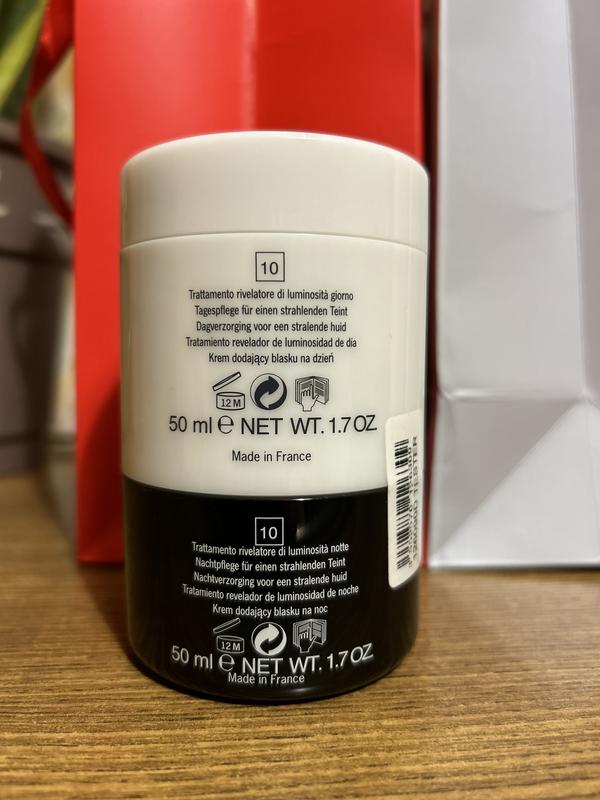 10
Trattamento rivelatore di luminosità giorno
Tagespflege für einen strahlenden Teint
Dagverzorging voor een stralende huid
Tratamiento revelador de luminosidad de día
Krem dodający blasku na dzień
12 M
50 ml ℮ NET WT. 1.7 OZ.
Made in France
10
Trattamento rivelatore di luminosità notte
Nachtpflege für einen strahlenden Teint
Nachtverzorging voor een stralende huid
Tratamiento revelador de luminosidad de noche
Krem dodający blasku na noc
12 M
50 ml ℮ NET WT. 1.7 OZ.
Made in France
TESTER